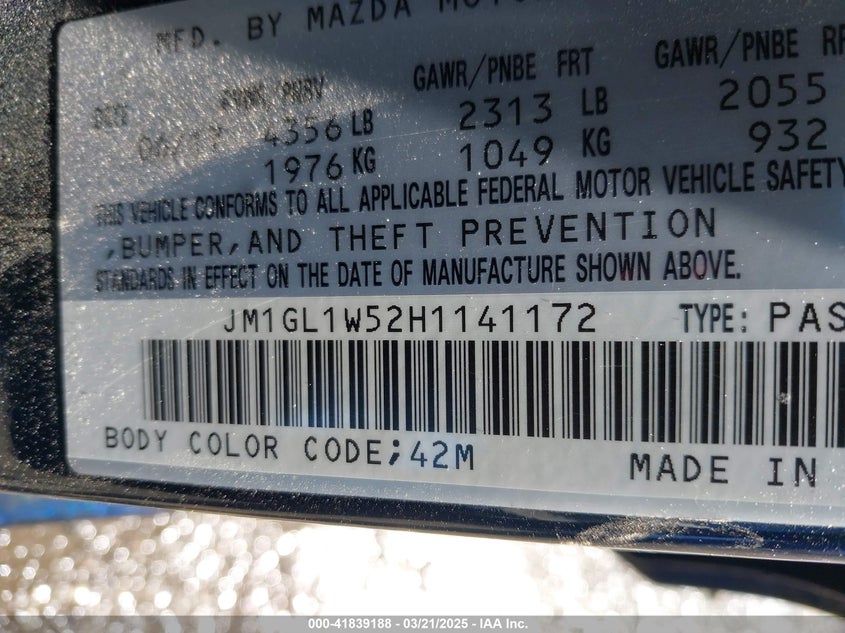 MFD. BY MAZDA MOTOR
GAWR/PNBE FRT GAWR/PNBE RR
4356 LB 2313 LB 2055
1976 KG 1049 KG 932
THIS VEHICLE CONFORMS TO ALL APPLICABLE FEDERAL MOTOR VEHICLE SAFETY
,BUMPER,AND THEFT PREVENTION
STANDARDS IN EFFECT ON THE DATE OF MANUFACTURE SHOWN ABOVE.
JM1GL1W52H1141172 TYPE: PAS
BODY COLOR CODE;42M
MADE IN
000-41839188 - 03/21/2025 - IAA Inc.